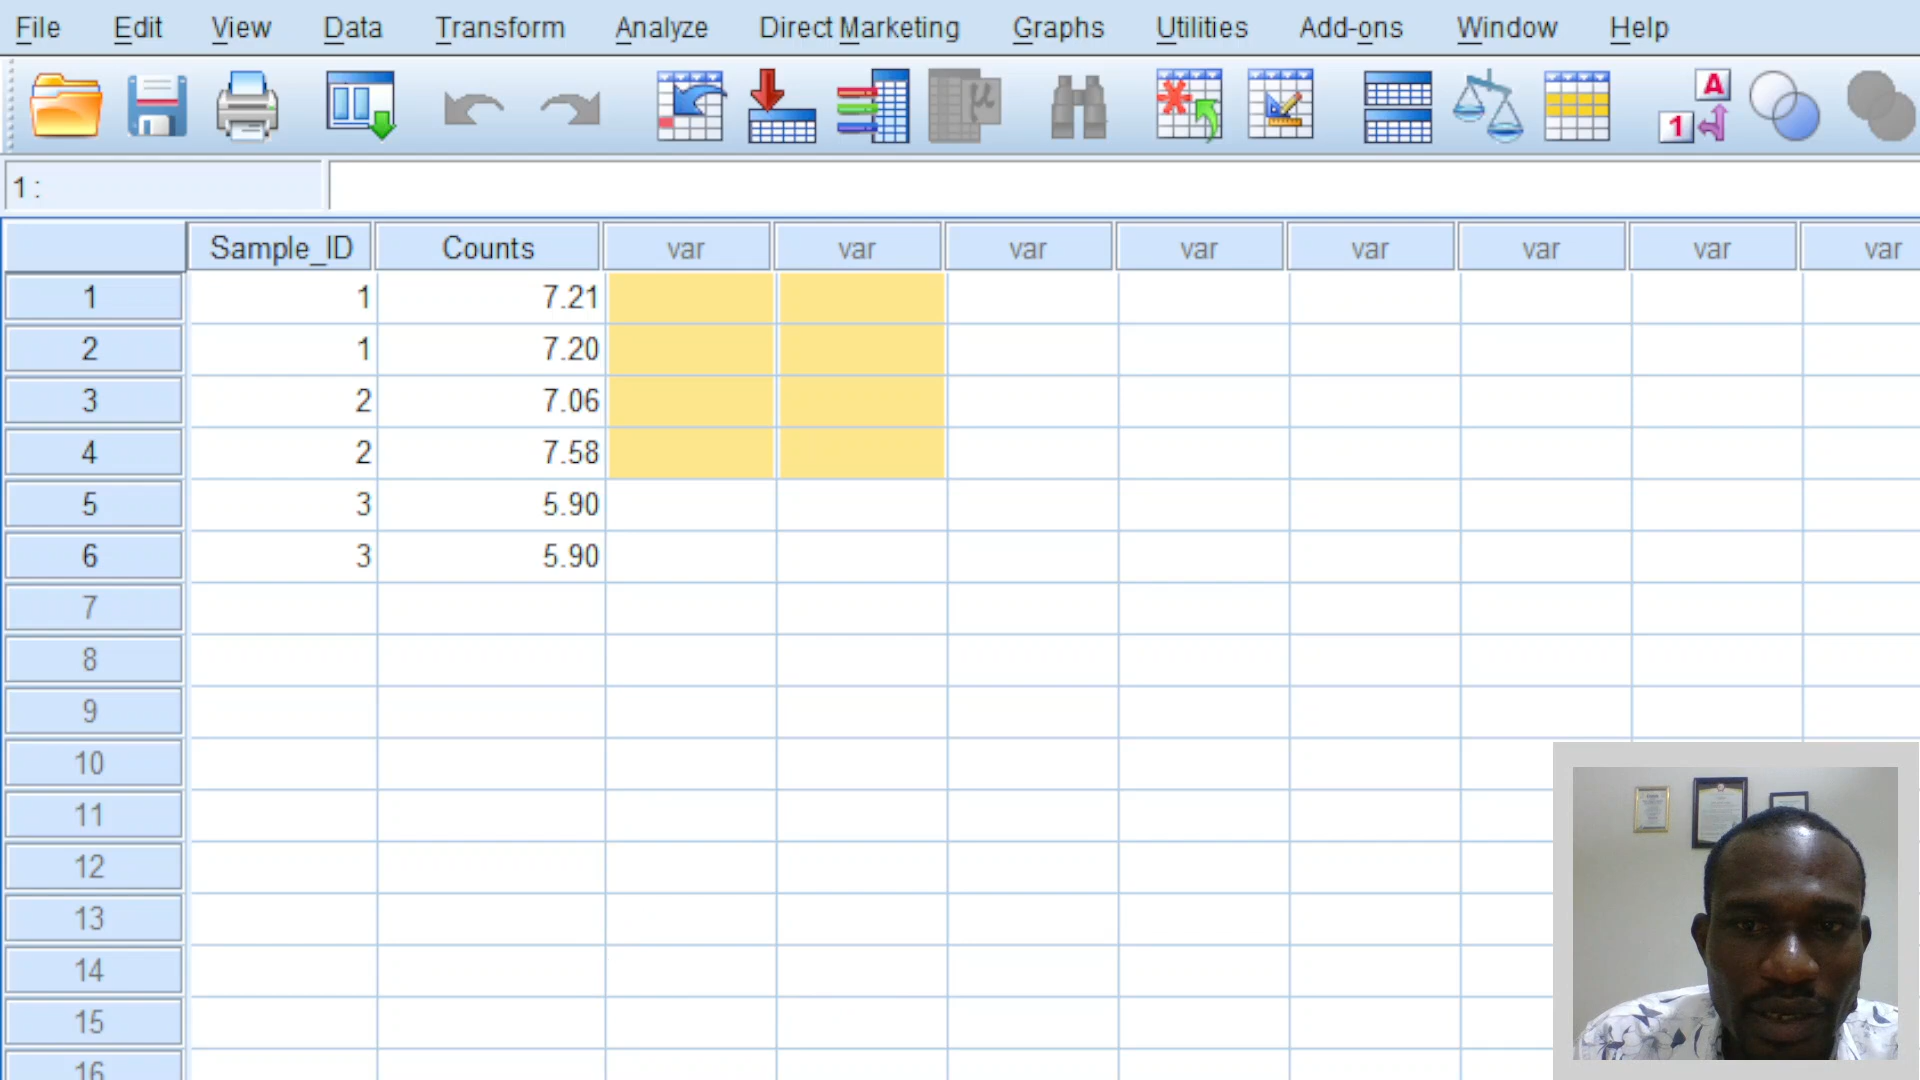 File Edit View Data Transform Analyze Direct Marketing Graphs Utilities Add-ons Window Help
A
1
μ
1 :
Sample_ID Counts var var var var var var var var
1 1 7.21
2 1 7.20
3 2 7.06
4 2 7.58
5 3 5.90
6 3 5.90
7
8
9
10
11
12
13
14
15
16